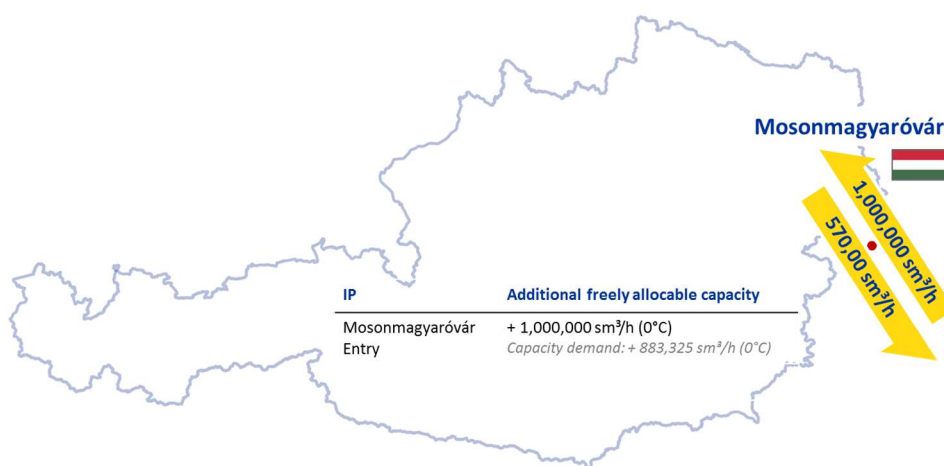 Mosonmagyaróvár
1,000,000 sm³/h
570,00 sm³/h
IP Additional freely allocable capacity
Mosonmagyaróvár + 1,000,000 sm³/h (0°C)
Entry Capacity demand: + 883,325 sm³/h (0°C)